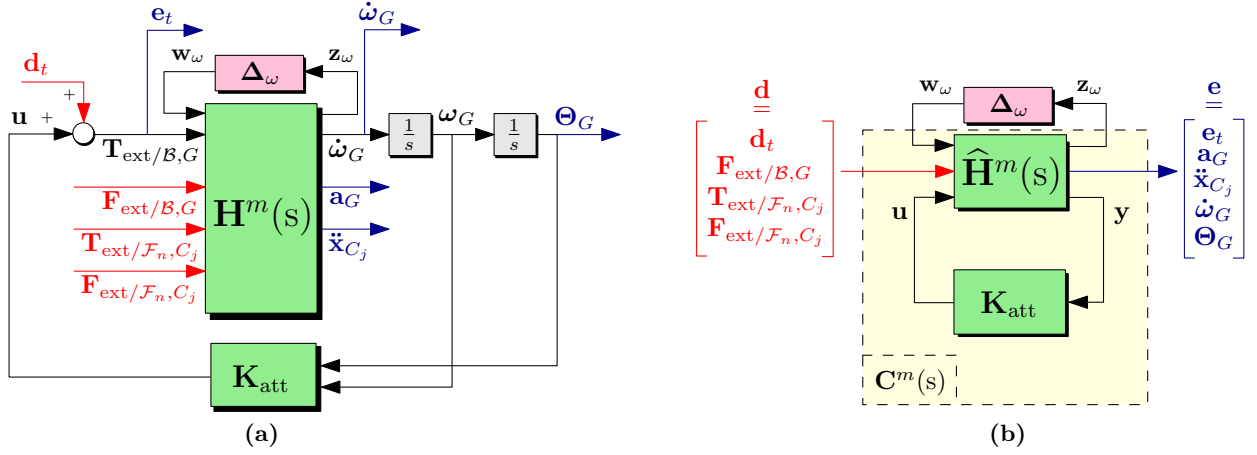 e_t
ω̇_G
d_t
w_ω
z_ω
Δ_ω
+
u
+
T_ext/ℬ,G
H^m(s)
ω̇_G
1/s
ω_G
1/s
Θ_G
F_ext/ℬ,G
a_G
T_ext/ℱ_n,C_j
ẍ_C_j
F_ext/ℱ_n,C_j
K_att
(a)
d
=
d_t
F_ext/ℬ,G
T_ext/ℱ_n,C_j
F_ext/ℱ_n,C_j
w_ω
z_ω
Δ_ω
Ĥ^m(s)
u
y
K_att
C^m(s)
e
=
e_t
a_G
ẍ_C_j
ω̇_G
Θ_G
(b)